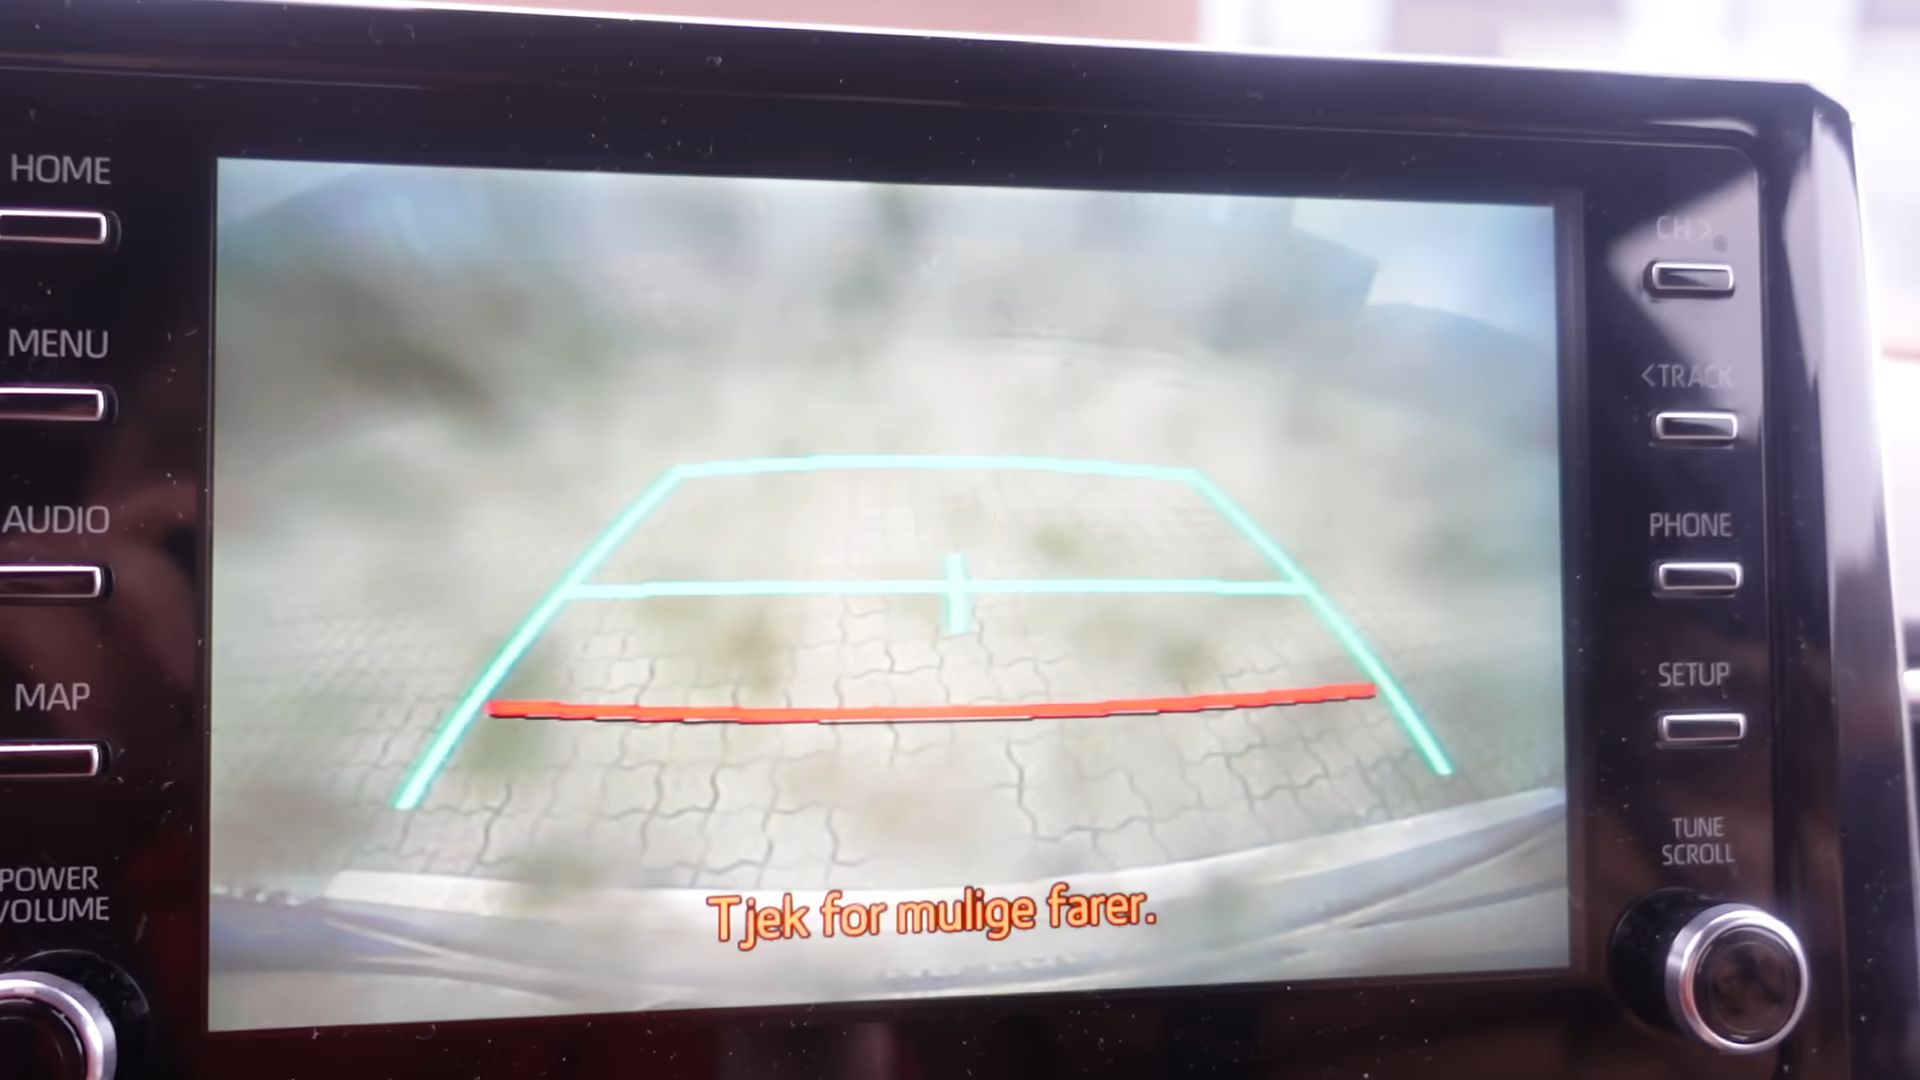 HOME
MENU
AUDIO
MAP
POWER
VOLUME
Tjek for mulige farer.
CH >
< TRACK
PHONE
SETUP
TUNE
SCROLL